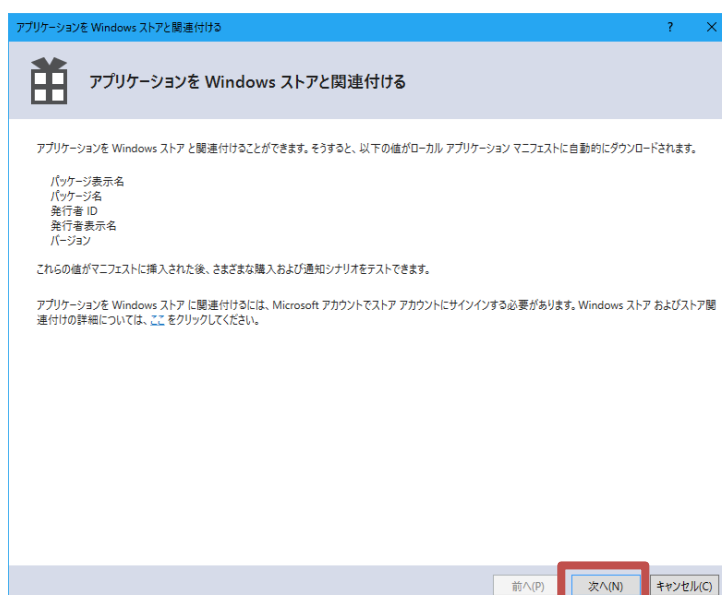 アプリケーションを Windows ストアと関連付ける
? ×
アプリケーションを Windows ストアと関連付ける
アプリケーションを Windows ストア と関連付けることができます。そうすると、以下の値がローカル アプリケーション マニフェストに自動的にダウンロードされます。
パッケージ表示名
パッケージ名
発行者 ID
発行者表示名
バージョン
これらの値がマニフェストに挿入された後、さまざまな購入および通知シナリオをテストできます。
アプリケーションを Windows ストア に関連付けるには、Microsoft アカウントでストア アカウントにサインインする必要があります。Windows ストア およびストア関
連付けの詳細については、ここ をクリックしてください。
前へ(P) 次へ(N) キャンセル(C)